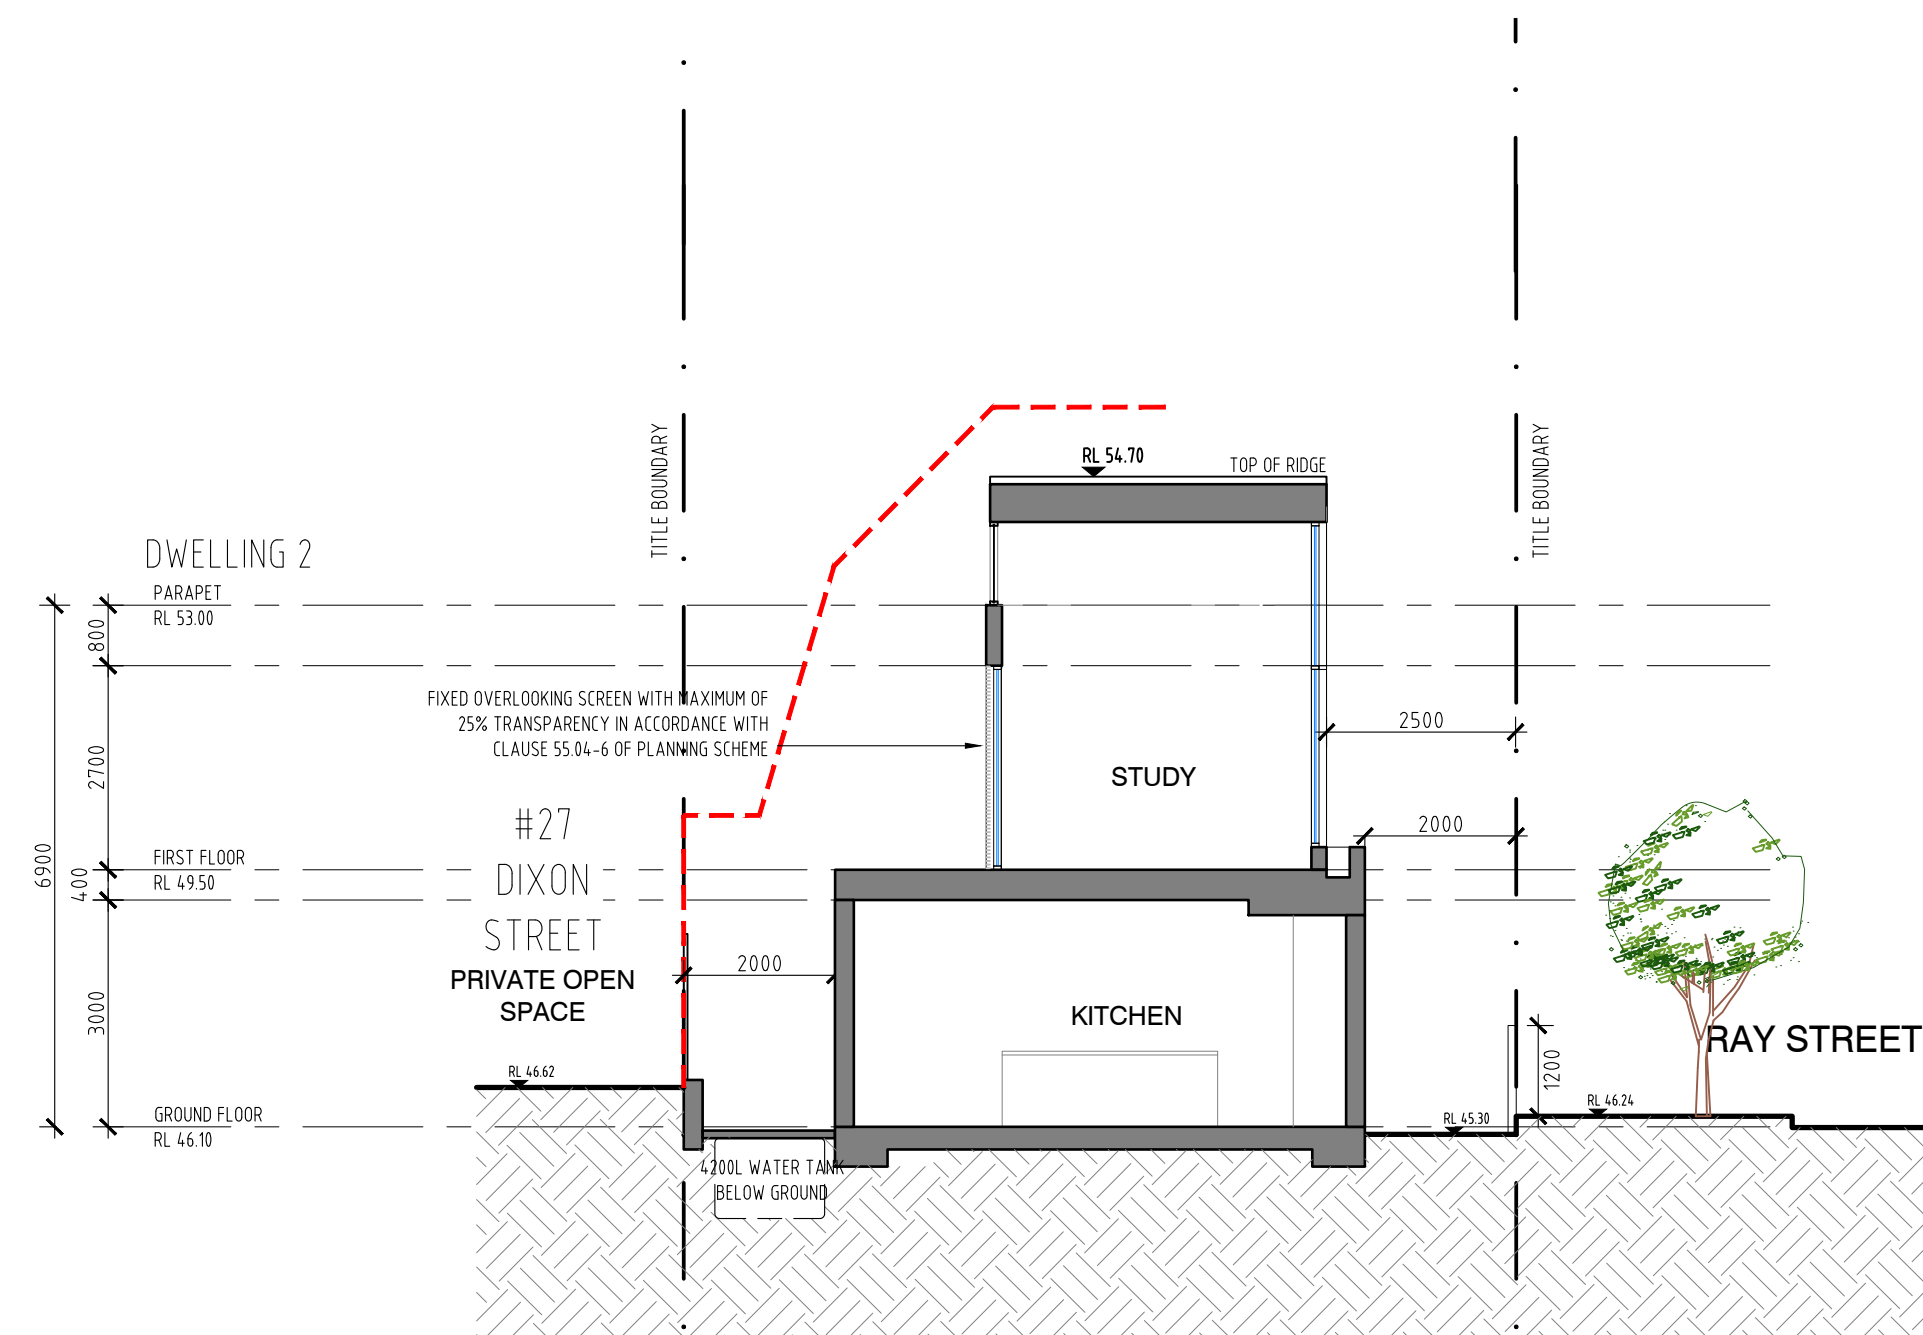 TITLE BOUNDARY
TITLE BOUNDARY
RL 54.70
TOP OF RIDGE
DWELLING 2
PARAPET
RL 53.00
800
FIXED OVERLOOKING SCREEN WITH MAXIMUM OF
25% TRANSPARENCY IN ACCORDANCE WITH
CLAUSE 55.04-6 OF PLANNING SCHEME
2500
2700
STUDY
#27
DIXON
STREET
2000
FIRST FLOOR
RL 49.50
6900
400
PRIVATE OPEN
SPACE
2000
3000
KITCHEN
RAY STREET
1200
RL 46.62
GROUND FLOOR
RL 46.10
RL 45.30
RL 46.24
4200L WATER TANK
BELOW GROUND